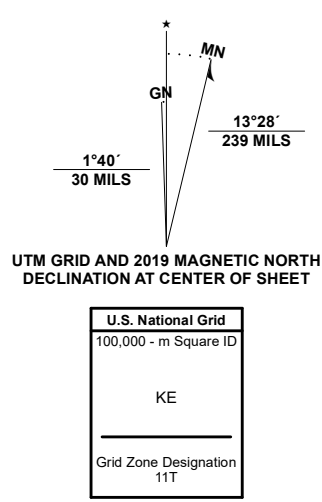 ★
MN
GN
13°28´
239 MILS
1°40´
30 MILS
UTM GRID AND 2019 MAGNETIC NORTH
DECLINATION AT CENTER OF SHEET
U.S. National Grid
100,000 - m Square ID
KE
Grid Zone Designation
11T